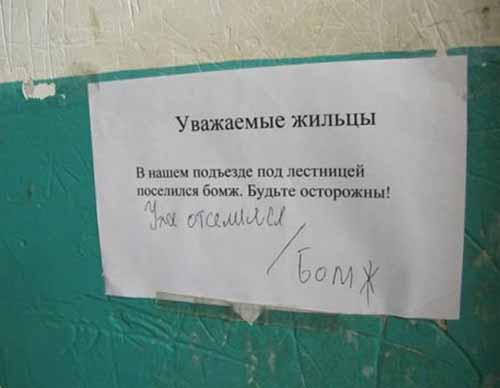 Уважаемые жильцы
В нашем подъезде под лестницей
поселился бомж. Будьте осторожны!
Уже отселился
/ Бомж